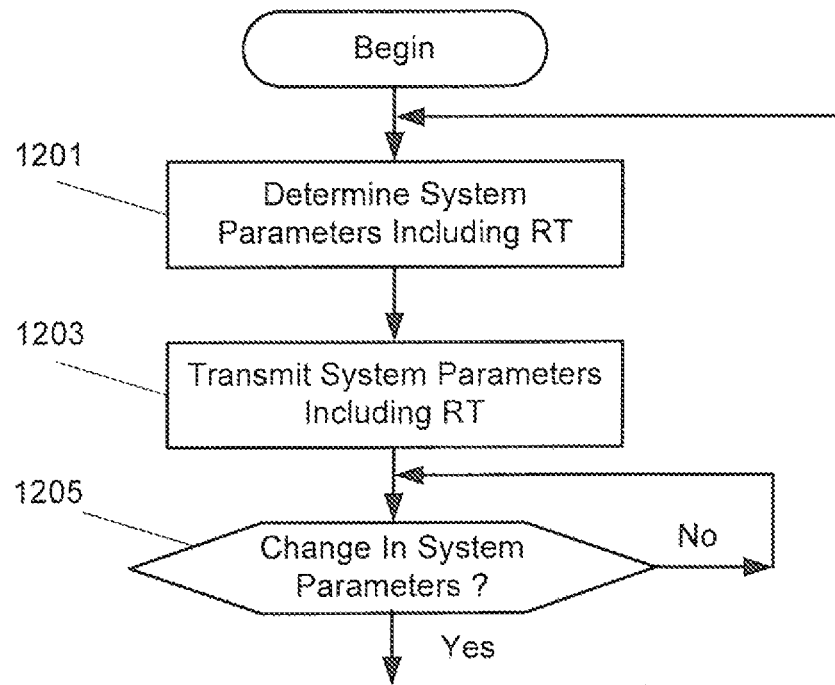 Begin
1201
Determine System
Parameters Including RT
1203
Transmit System Parameters
Including RT
1205
Change In System
Parameters ?
No
Yes